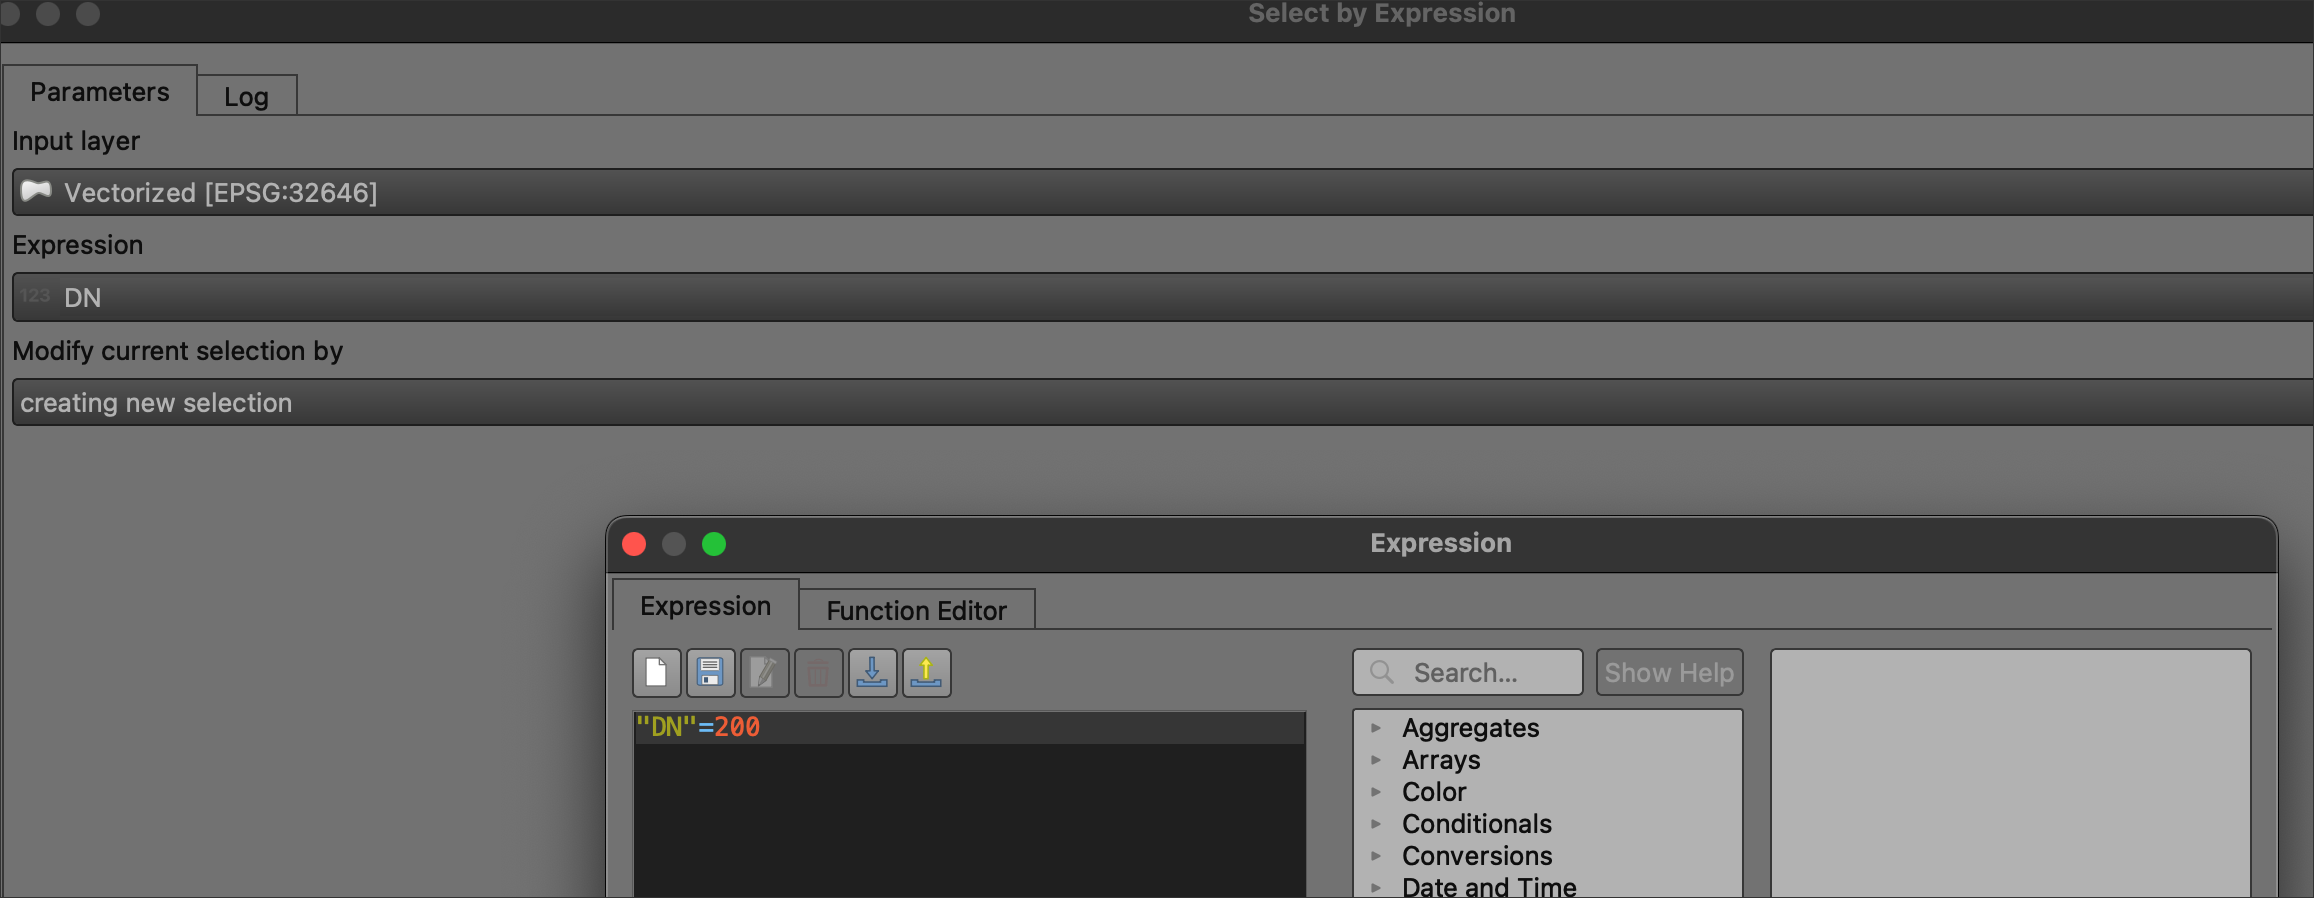 Select by Expression
Parameters
Log
Input layer
Vectorized [EPSG:32646]
Expression
123 DN
Modify current selection by
creating new selection
Expression
Expression
Function Editor
Search...
Show Help
"DN"=200
Aggregates
Arrays
Color
Conditionals
Conversions
Date and Time